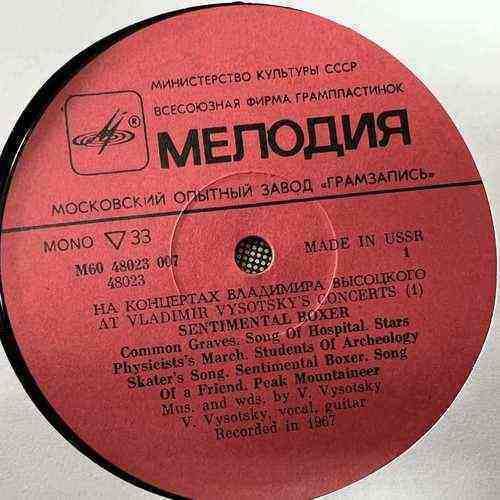 МИНИСТЕРСТВО КУЛЬТУРЫ СССР
ВСЕСОЮЗНАЯ ФИРМА ГРАМПЛАСТИНОК
®
МЕЛОДИЯ
МОСКОВСКИЙ ОПЫТНЫЙ ЗАВОД «ГРАМЗАПИСЬ»
MONO ▽ 33
MADE IN USSR
M60 48023 007
1
48023
НА КОНЦЕРТАХ ВЛАДИМИРА ВЫСОЦКОГО
AT VLADIMIR VYSOTSKY'S CONCERTS (1)
SENTIMENTAL BOXER
Common Graves. Song Of Hospital. Stars
Physicists's March. Students Of Archeology
Skater's Song. Sentimental Boxer. Song
Of a Friend. Peak Mountaineer
Mus. and wds. by V. Vysotsky
V. Vysotsky, vocal, guitar
Recorded in 1967